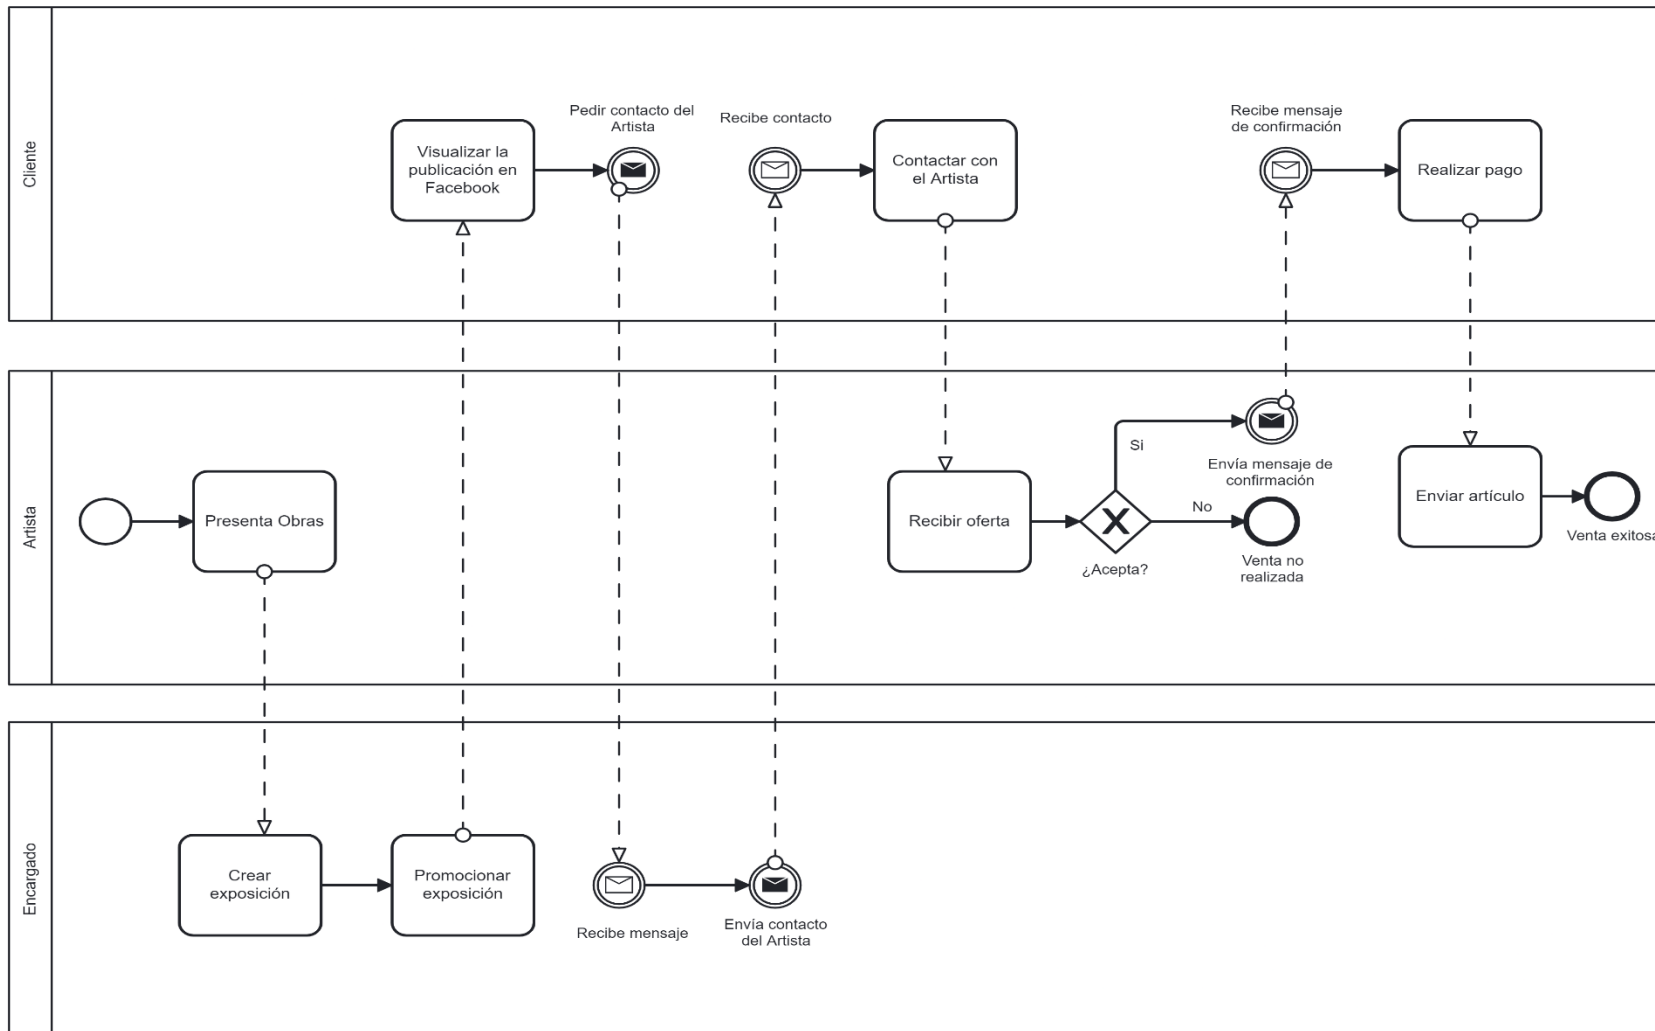 Cliente
Visualizar la
publicación en
Facebook
Pedir contacto del
Artista
Recibe contacto
Contactar con
el Artista
Recibe mensaje
de confirmación
Realizar pago
Artista
Presenta Obras
Recibir oferta
¿Acepta?
Si
No
Envía mensaje de
confirmación
Venta no
realizada
Enviar artículo
Venta exitosa
Encargado
Crear
exposición
Promocionar
exposición
Recibe mensaje
Envía contacto
del Artista